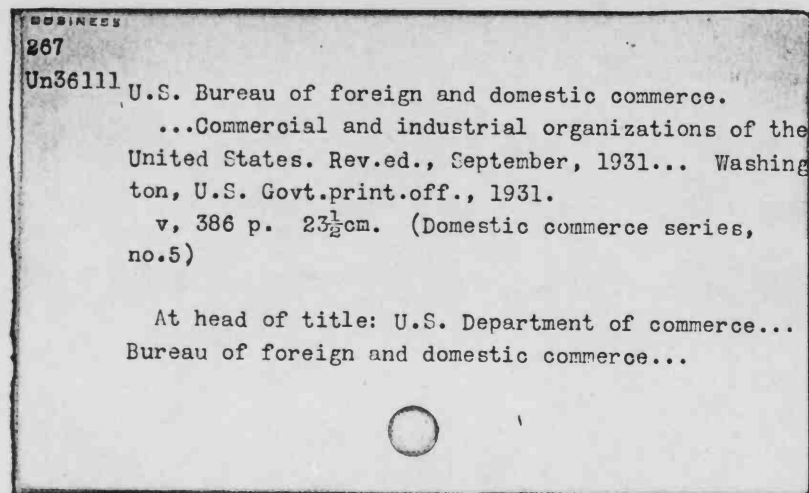 BUSINESS
267
Un36111
U.S. Bureau of foreign and domestic commerce.
...Commercial and industrial organizations of the
United States. Rev.ed., September, 1931... Washing
ton, U.S. Govt.print.off., 1931.
v, 386 p. 23½cm. (Domestic commerce series,
no.5)
At head of title: U.S. Department of commerce...
Bureau of foreign and domestic commerce...